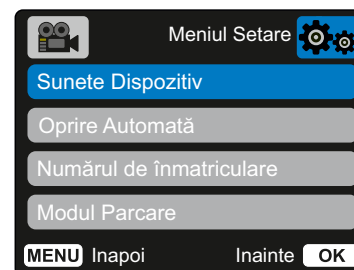 Meniul Setare
Sunete Dispozitiv
Oprire Automată
Numărul de înmatriculare
Modul Parcare
MENU Inapoi Inainte OK